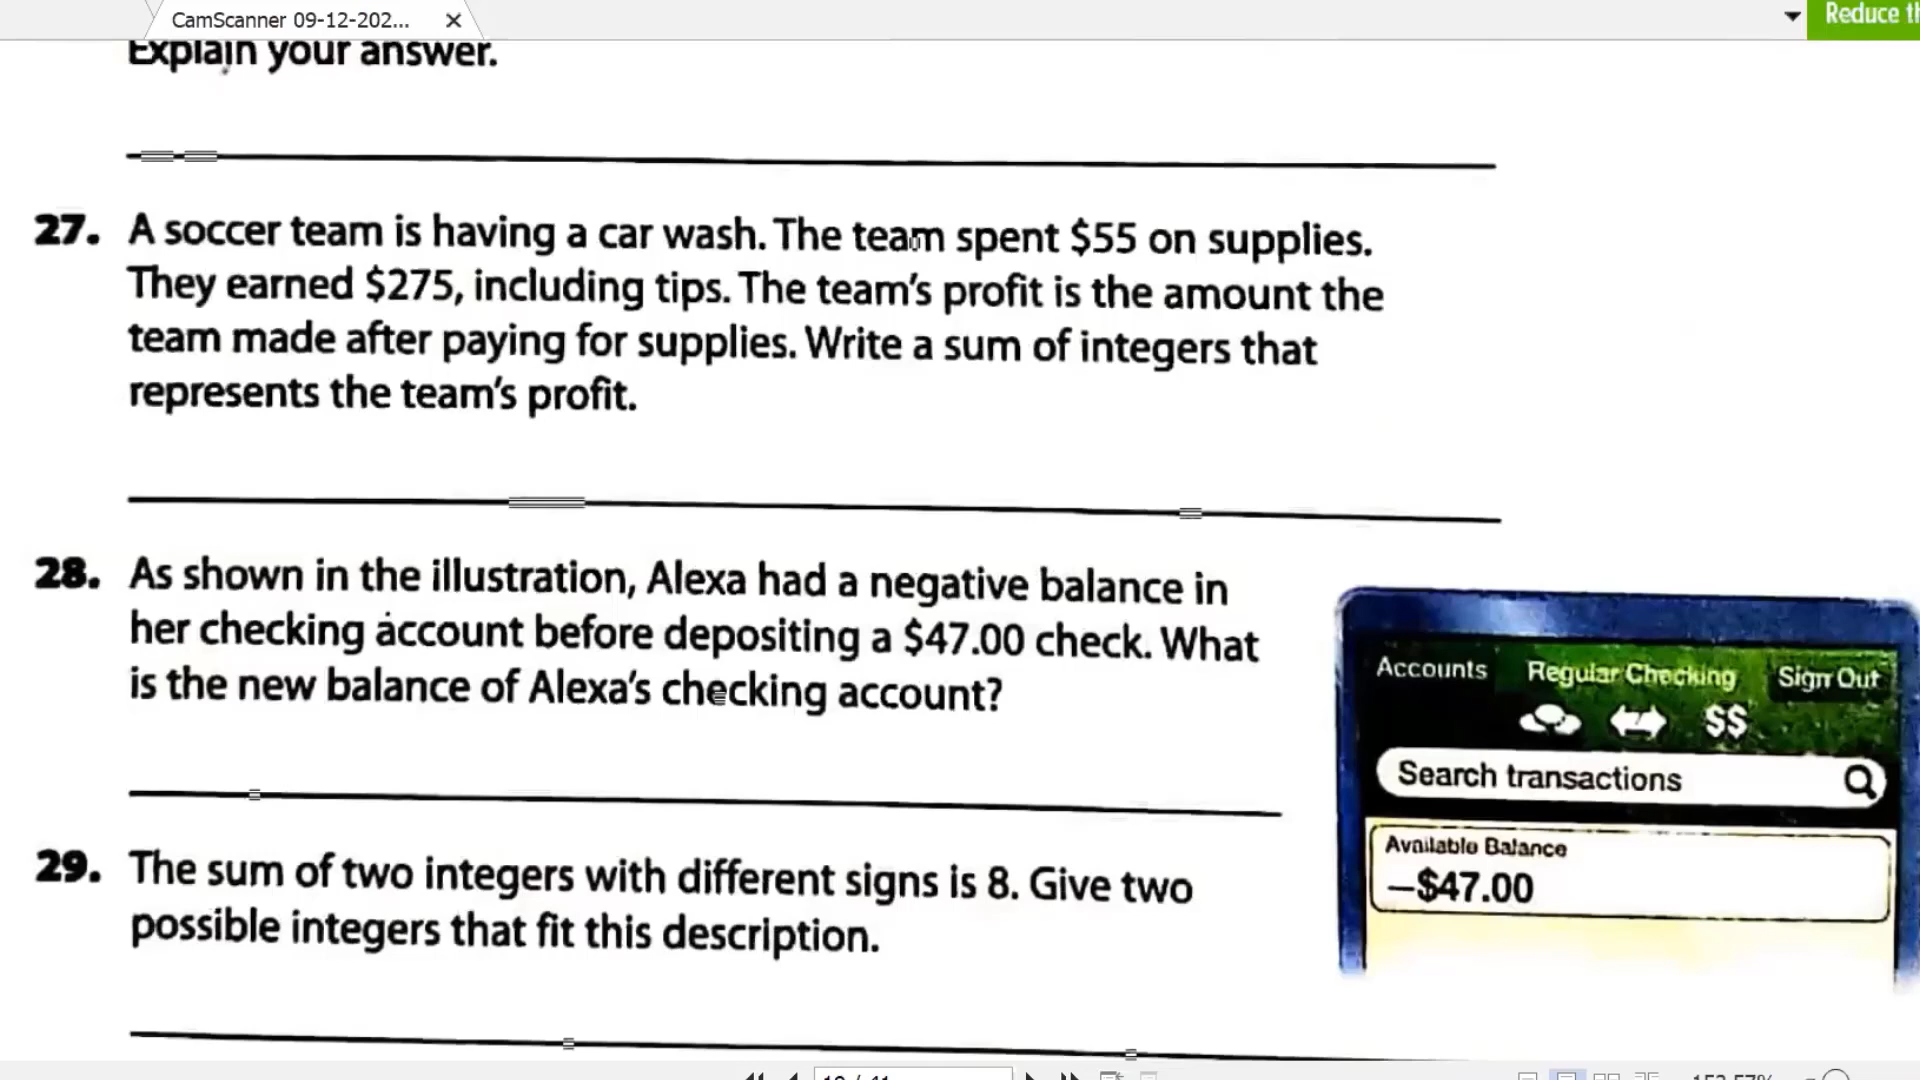 CamScanner 09-12-202...
Reduce th
Explain your answer.
27. A soccer team is having a car wash. The team spent $55 on supplies.
They earned $275, including tips. The team's profit is the amount the
team made after paying for supplies. Write a sum of integers that
represents the team's profit.
28. As shown in the illustration, Alexa had a negative balance in
her checking account before depositing a $47.00 check. What
is the new balance of Alexa's checking account?
Accounts Regular Checking Sign Out
$$
Search transactions
Available Balance
–$47.00
29. The sum of two integers with different signs is 8. Give two
possible integers that fit this description.